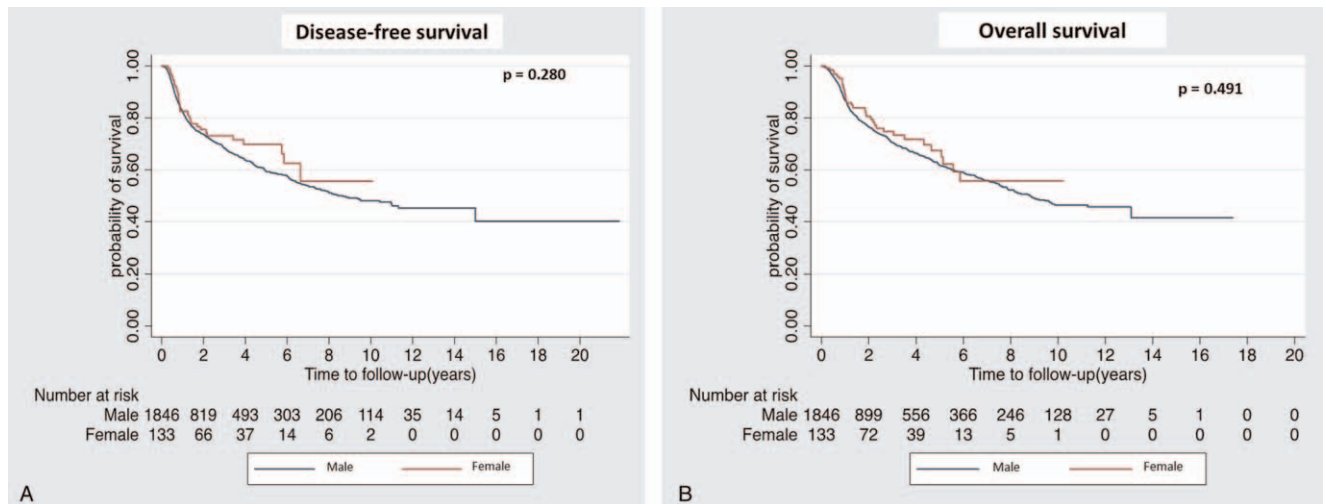 Disease-free survival
p = 0.280
probability of survival
1.00
0.80
0.60
0.40
0.20
0.00
0 2 4 6 8 10 12 14 16 18 20
Time to follow-up(years)
Number at risk
Male 1846 819 493 303 206 114 35 14 5 1 1
Female 133 66 37 14 6 2 0 0 0 0 0
Male Female
A
Overall survival
p = 0.491
probability of survival
1.00
0.80
0.60
0.40
0.20
0.00
0 2 4 6 8 10 12 14 16 18 20
Time to follow-up(years)
Number at risk
Male 1846 899 556 366 246 128 27 5 1 0 0
Female 133 72 39 13 5 1 0 0 0 0 0
Male Female
B